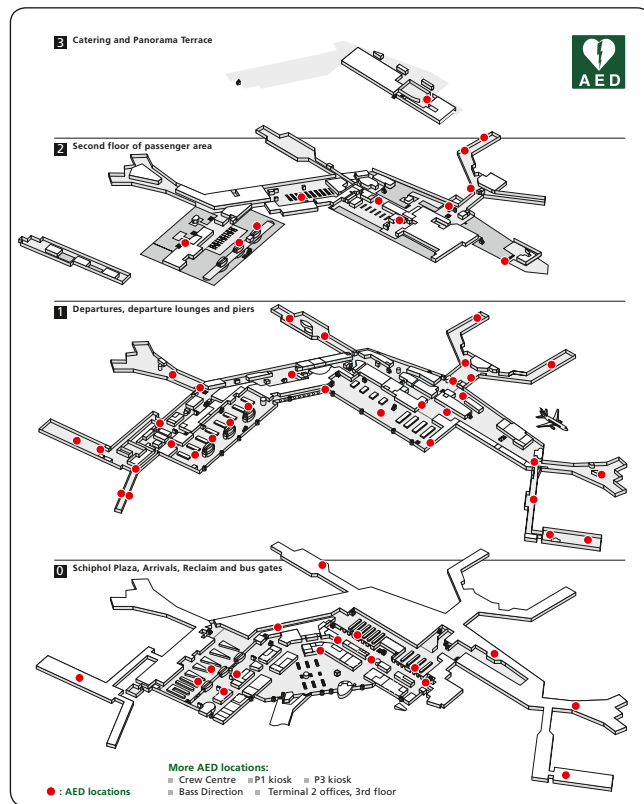 3 Catering and Panorama Terrace
AED
2 Second floor of passenger area
1 Departures, departure lounges and piers
0 Schiphol Plaza, Arrivals, Reclaim and bus gates
More AED locations:
Crew Centre P1 kiosk P3 kiosk
: AED locations
Bass Direction Terminal 2 offices, 3rd floor